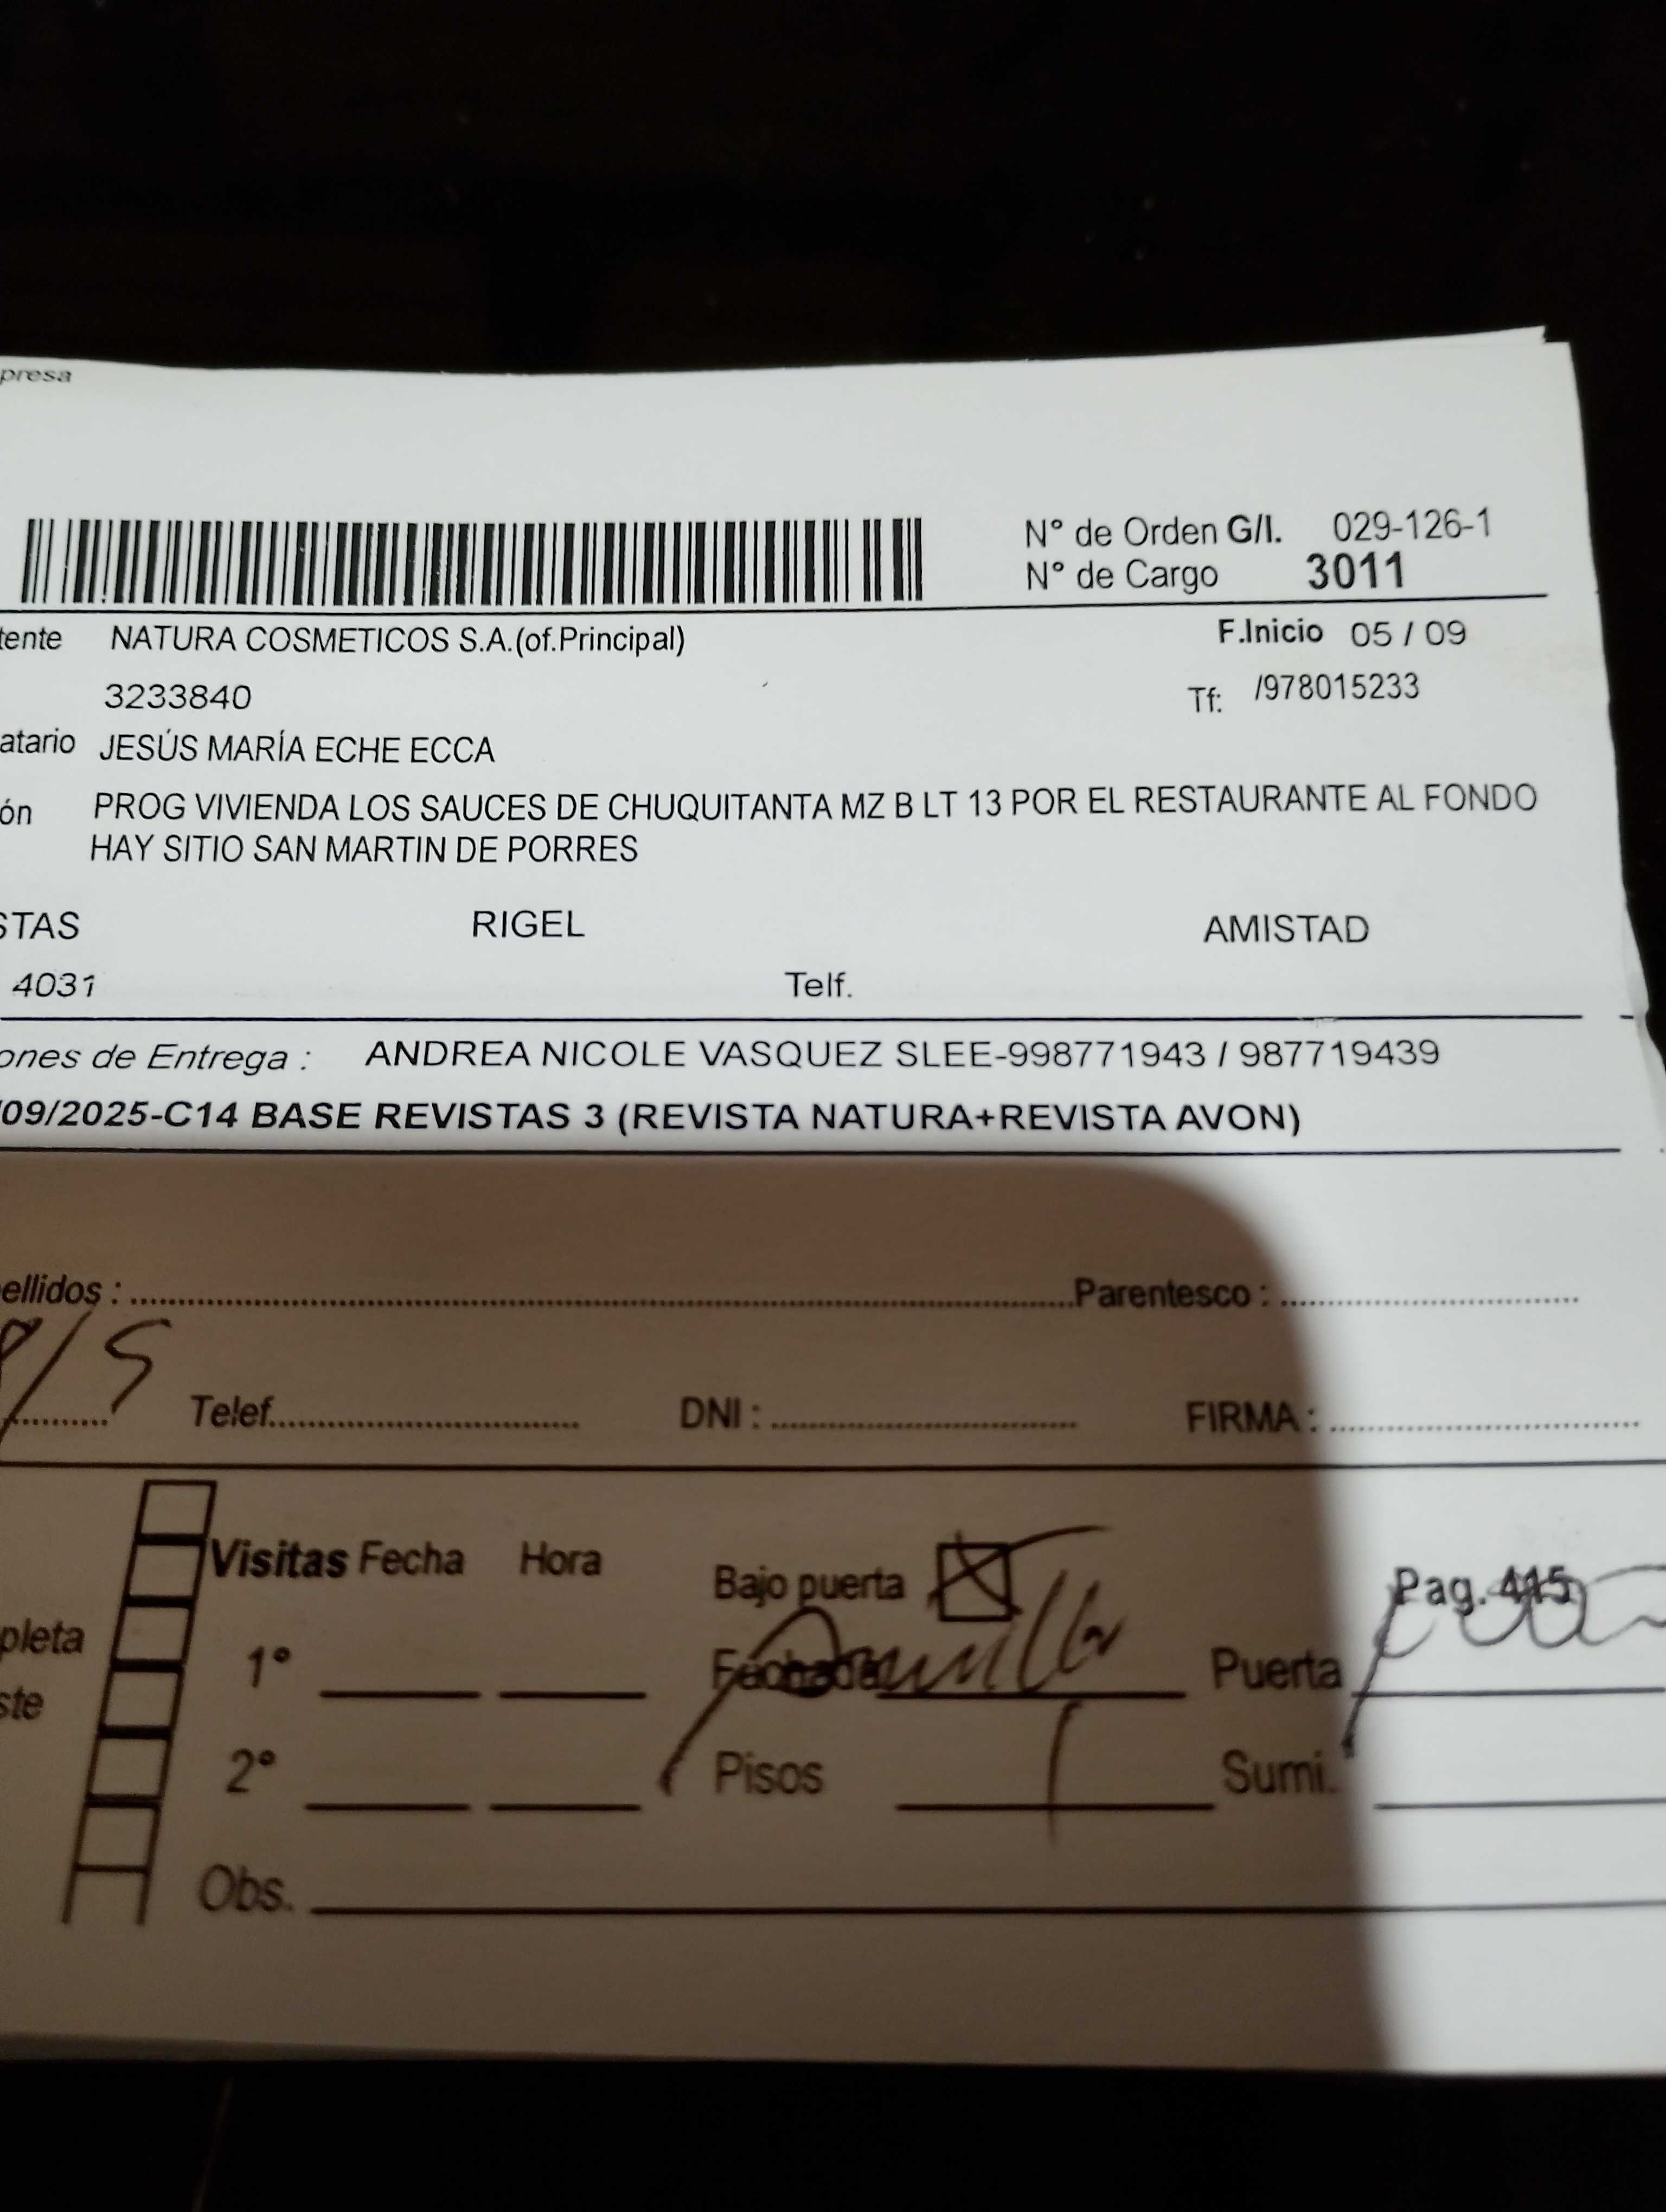 presa
N° de Orden G/I. 029-126-1
N° de Cargo 3011
tente NATURA COSMETICOS S.A.(of.Principal) F.Inicio 05 / 09
3233840 Tf: /978015233
atario JESÚS MARÍA ECHE ECCA
ón PROG VIVIENDA LOS SAUCES DE CHUQUITANTA MZ B LT 13 POR EL RESTAURANTE AL FONDO
HAY SITIO SAN MARTIN DE PORRES
STAS RIGEL AMISTAD
4031 Telf.
ones de Entrega : ANDREA NICOLE VASQUEZ SLEE-998771943 / 987719439
/09/2025-C14 BASE REVISTAS 3 (REVISTA NATURA+REVISTA AVON)
ellidos : Parentesco :
/5 Telef. DNI : FIRMA :
Visitas Fecha Hora Bajo puerta Pag. 415
pleta 1° Fachada Puerta
ste
2° Pisos 1 Sumi.
Obs.